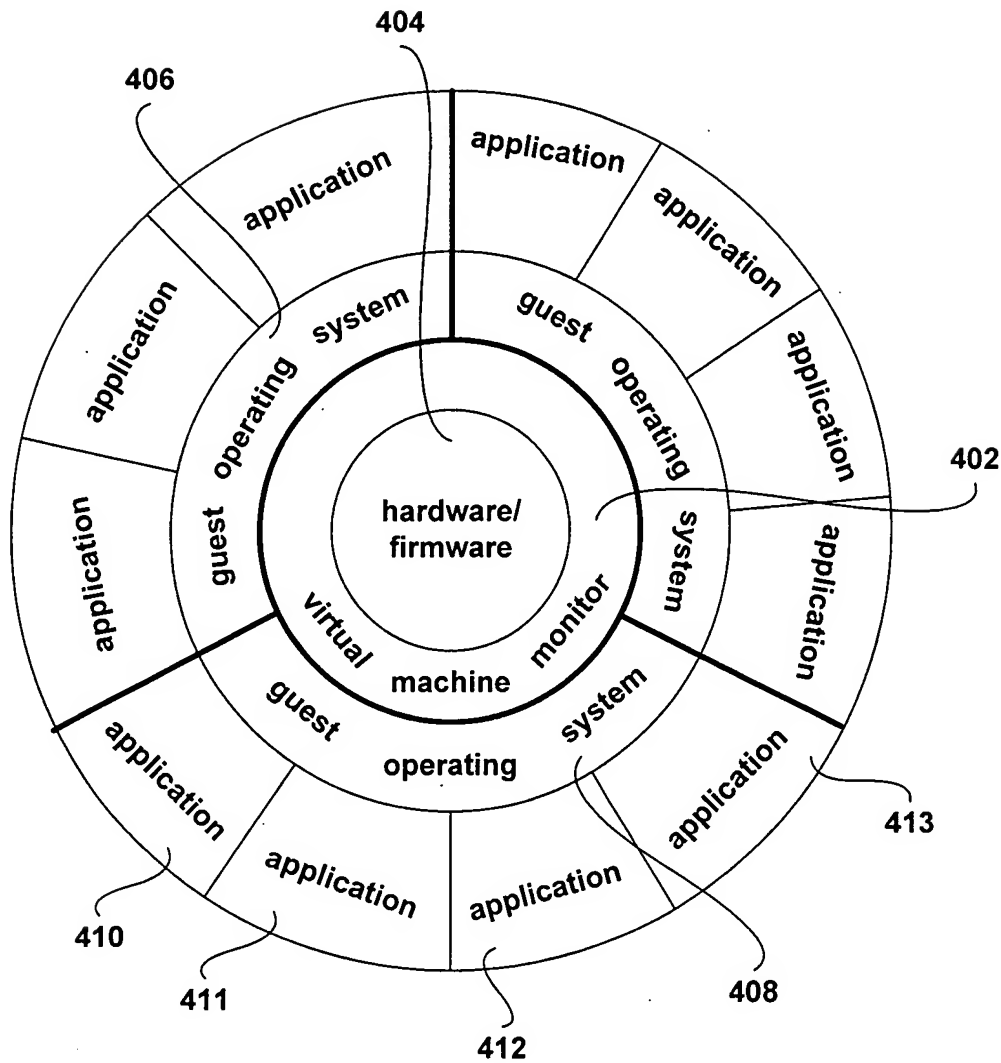 404
406
application
application
application
application
application
application
application
guest operating system
guest operating system
402
hardware/
firmware
virtual machine monitor
guest operating system
application
application
application
application
413
410
411
412
408